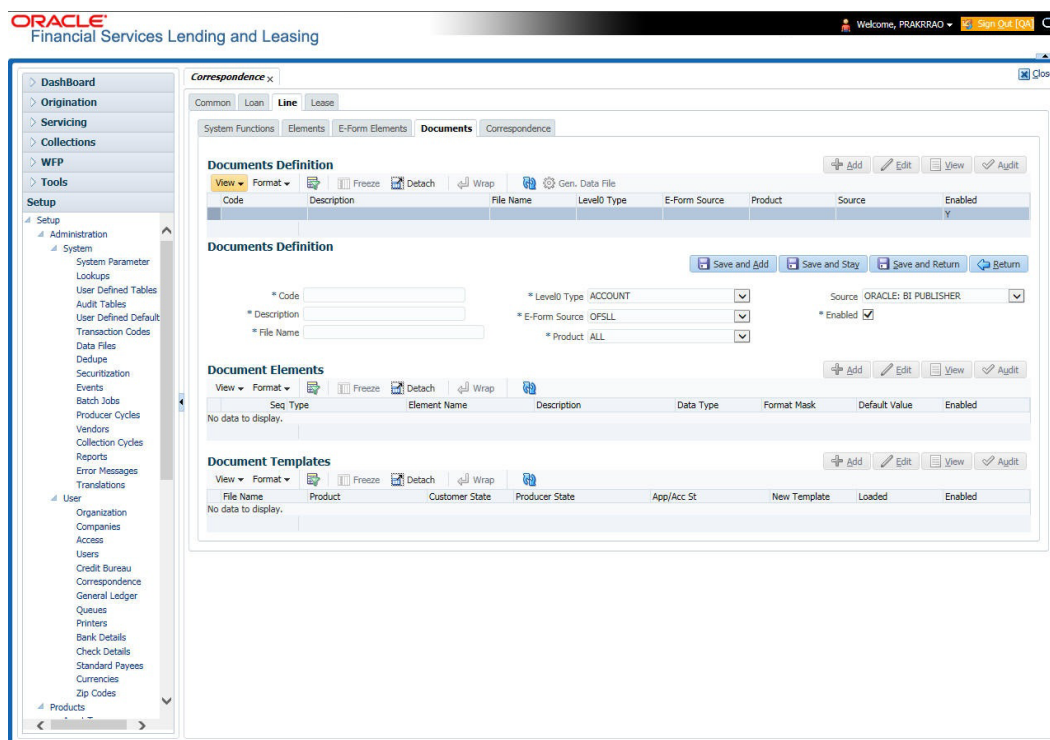 ORACLE
Financial Services Lending and Leasing
Welcome, PRAKRRAO
Sign Out [QA]
DashBoard
Origination
Servicing
Collections
WFP
Tools
Setup
Setup
Administration
System
System Parameter
Lookups
User Defined Tables
Audit Tables
User Defined Default
Transaction Codes
Data Files
Dedupe
Securitization
Events
Batch Jobs
Producer Cycles
Vendors
Collection Cycles
Reports
Error Messages
Translations
User
Organization
Companies
Access
Users
Credit Bureau
Correspondence
General Ledger
Queues
Printers
Bank Details
Check Details
Standard Payees
Currencies
Zip Codes
Products
Correspondence x
Clos
Common Loan Line Lease
System Functions Elements E-Form Elements Documents Correspondence
Documents Definition
Add Edit View Audit
View Format Freeze Detach Wrap Gen. Data File
Code Description File Name Level0 Type E-Form Source Product Source Enabled
Y
Documents Definition
Save and Add Save and Stay Save and Return Return
* Code * Level0 Type ACCOUNT Source ORACLE: BI PUBLISHER
* Description * E-Form Source OFSLL * Enabled
* File Name * Product ALL
Document Elements
Add Edit View Audit
View Format Freeze Detach Wrap
Seq Type Element Name Description Data Type Format Mask Default Value Enabled
No data to display.
Document Templates
Add Edit View Audit
View Format Freeze Detach Wrap
File Name Product Customer State Producer State App/Acc St New Template Loaded Enabled
No data to display.